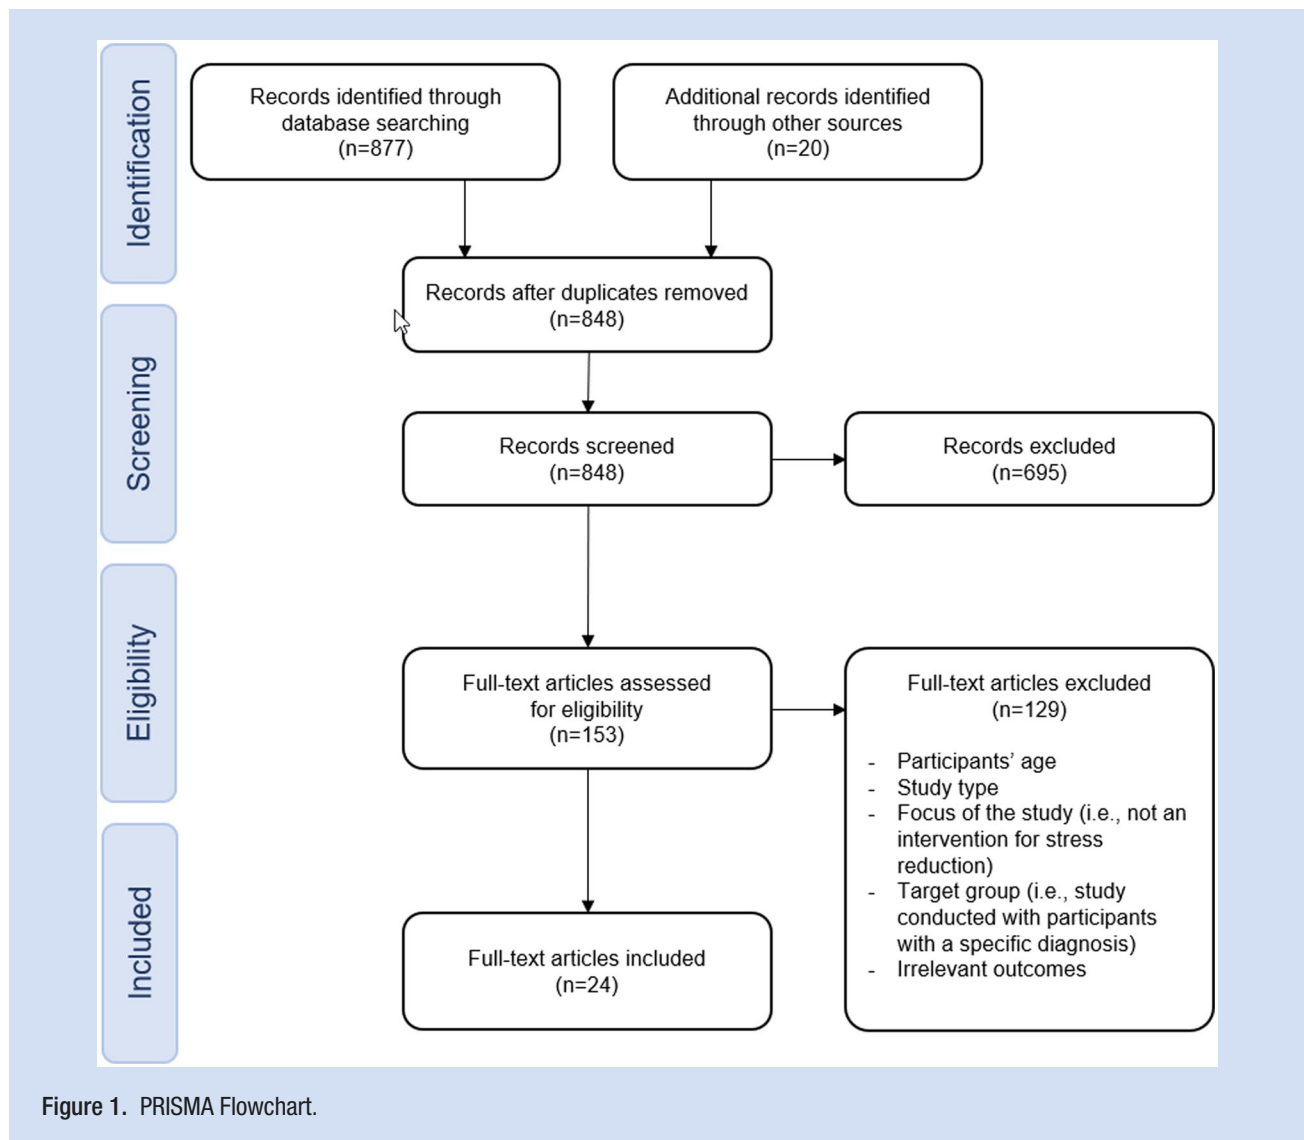 Identification
Records identified through
database searching
(n=877)
Additional records identified
through other sources
(n=20)
Records after duplicates removed
(n=848)
Screening
Records screened
(n=848)
Records excluded
(n=695)
Eligibility
Full-text articles assessed
for eligibility
(n=153)
Full-text articles excluded
(n=129)
- Participants’ age
- Study type
- Focus of the study (i.e., not an
intervention for stress
reduction)
- Target group (i.e., study
conducted with participants
with a specific diagnosis)
- Irrelevant outcomes
Included
Full-text articles included
(n=24)
Figure 1. PRISMA Flowchart.